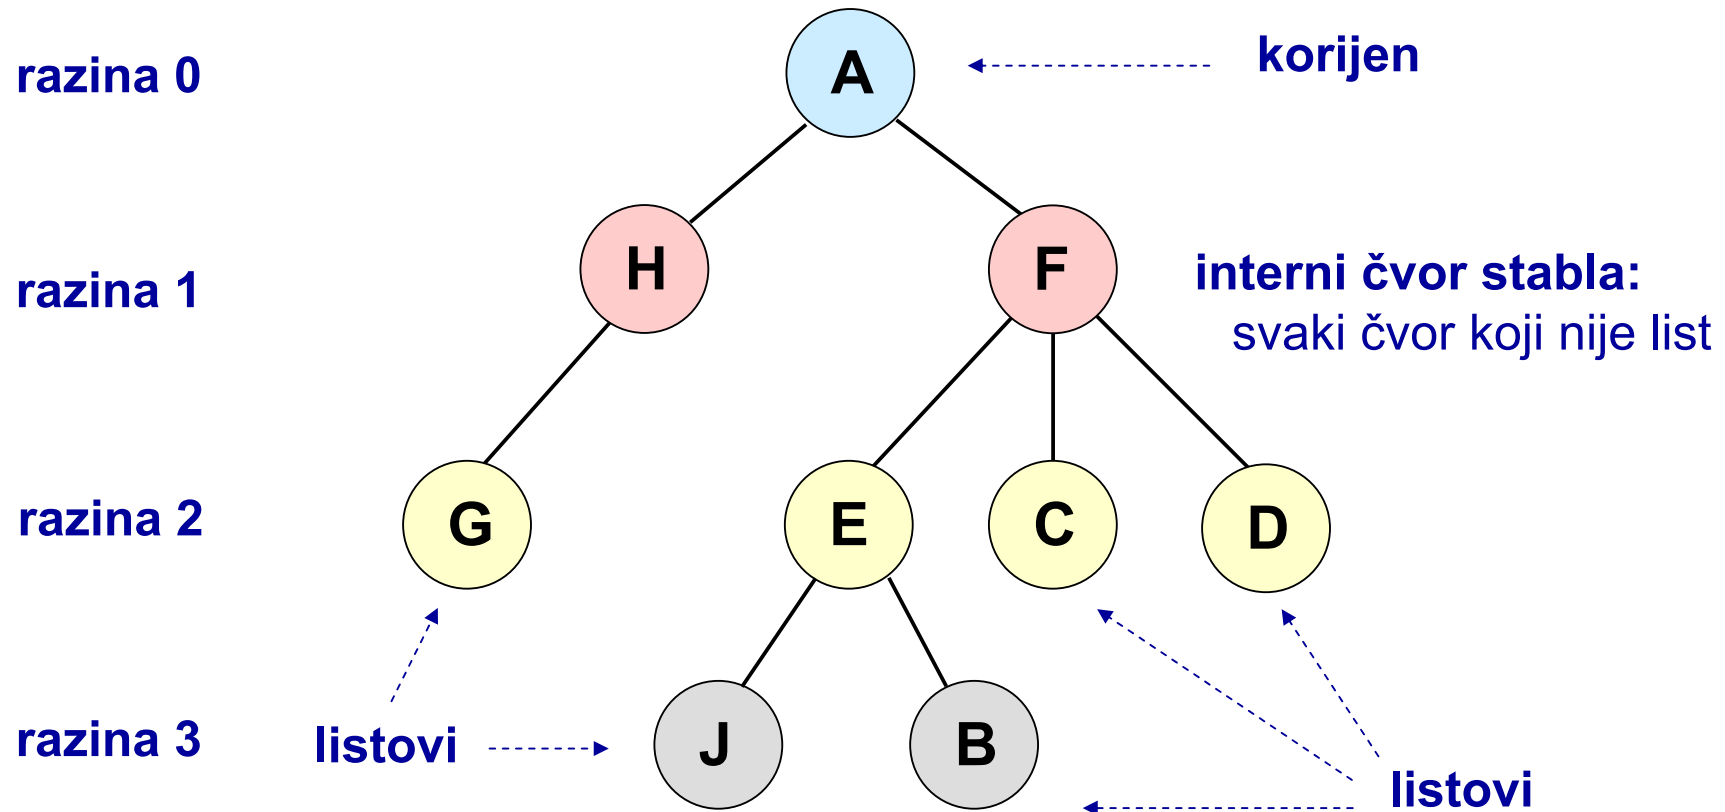 razina 0
A
korijen
razina 1
H
F
interni čvor stabla:
svaki čvor koji nije list
razina 2
G
E
C
D
razina 3
listovi
J
B
listovi